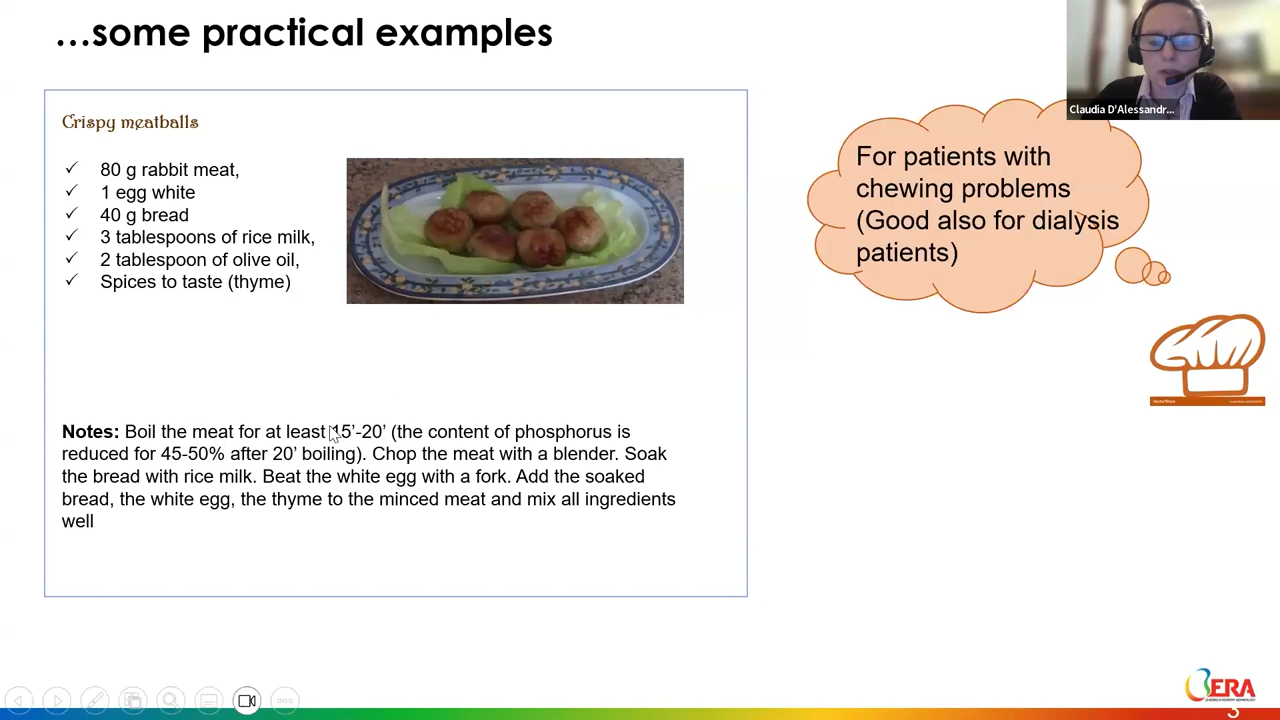 …some practical examples
Claudia D'Alessandr...
Crispy meatballs
✓ 80 g rabbit meat,
✓ 1 egg white
✓ 40 g bread
✓ 3 tablespoons of rice milk,
✓ 2 tablespoon of olive oil,
✓ Spices to taste (thyme)
For patients with
chewing problems
(Good also for dialysis
patients)
Notes: Boil the meat for at least 15’-20’ (the content of phosphorus is
reduced for 45-50% after 20’ boiling). Chop the meat with a blender. Soak
the bread with rice milk. Beat the white egg with a fork. Add the soaked
bread, the white egg, the thyme to the minced meat and mix all ingredients
well
ERA
3